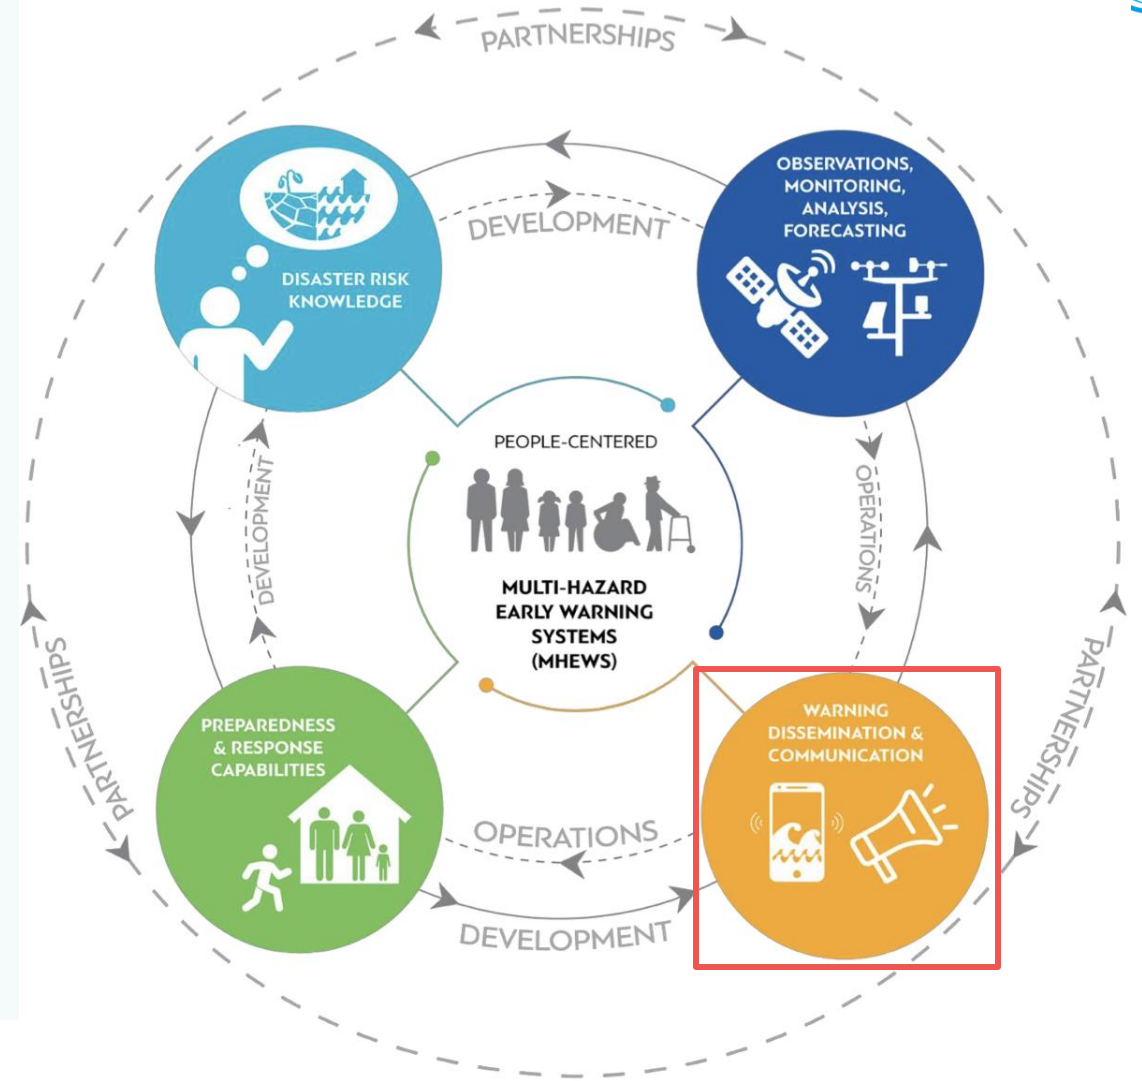 PARTNERSHIPS
OBSERVATIONS,
MONITORING,
ANALYSIS,
FORECASTING
DEVELOPMENT
DISASTER RISK
KNOWLEDGE
PEOPLE-CENTERED
MULTI-HAZARD
EARLY WARNING
SYSTEMS
(MHEWS)
DEVELOPMENT
OPERATIONS
PARTNERSHIPS
PARTNERSHIPS
PREPAREDNESS
& RESPONSE
CAPABILITIES
WARNING
DISSEMINATION &
COMMUNICATION
OPERATIONS
DEVELOPMENT